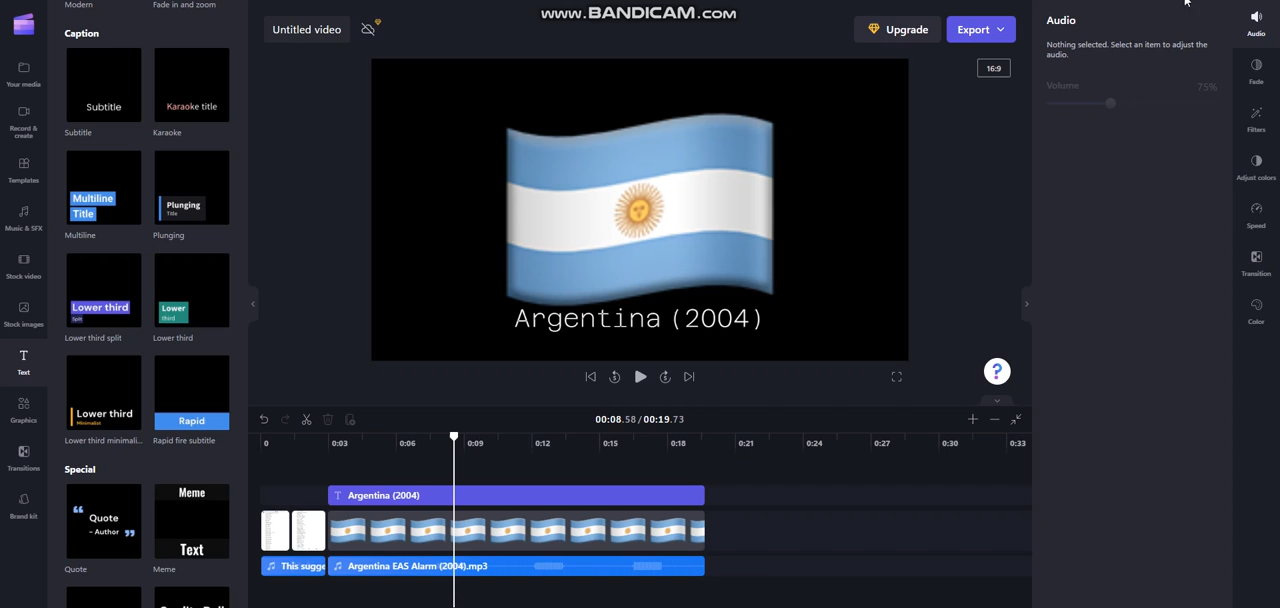 www.BANDICAM.com
Modern
Fade in and zoom
Caption
Subtitle
Karaoke title
Subtitle
Karaoke
Multiline
Title
Plunging
Title
Multiline
Plunging
Lower third
Split
Lower
third
Lower third split
Lower third
Lower third
Minimalist
Rapid
Lower third minimali...
Rapid fire subtitle
Special
Quote
- Author
Meme
Text
Quote
Meme
Your media
Record &
create
Templates
Music & SFX
Stock video
Stock images
T
Text
Graphics
Transitions
Brand kit
Untitled video
Upgrade
Export
16:9
Argentina (2004)
5
5
?
00:08.58 / 00:19.73
0
0:03
0:06
0:09
0:12
0:15
0:18
0:21
0:24
0:27
0:30
0:33
T Argentina (2004)
This sugge
Argentina EAS Alarm (2004).mp3
Audio
Nothing selected. Select an item to adjust the
audio.
Volume
75%
Audio
Fade
Filters
Adjust colors
Speed
Transition
Color